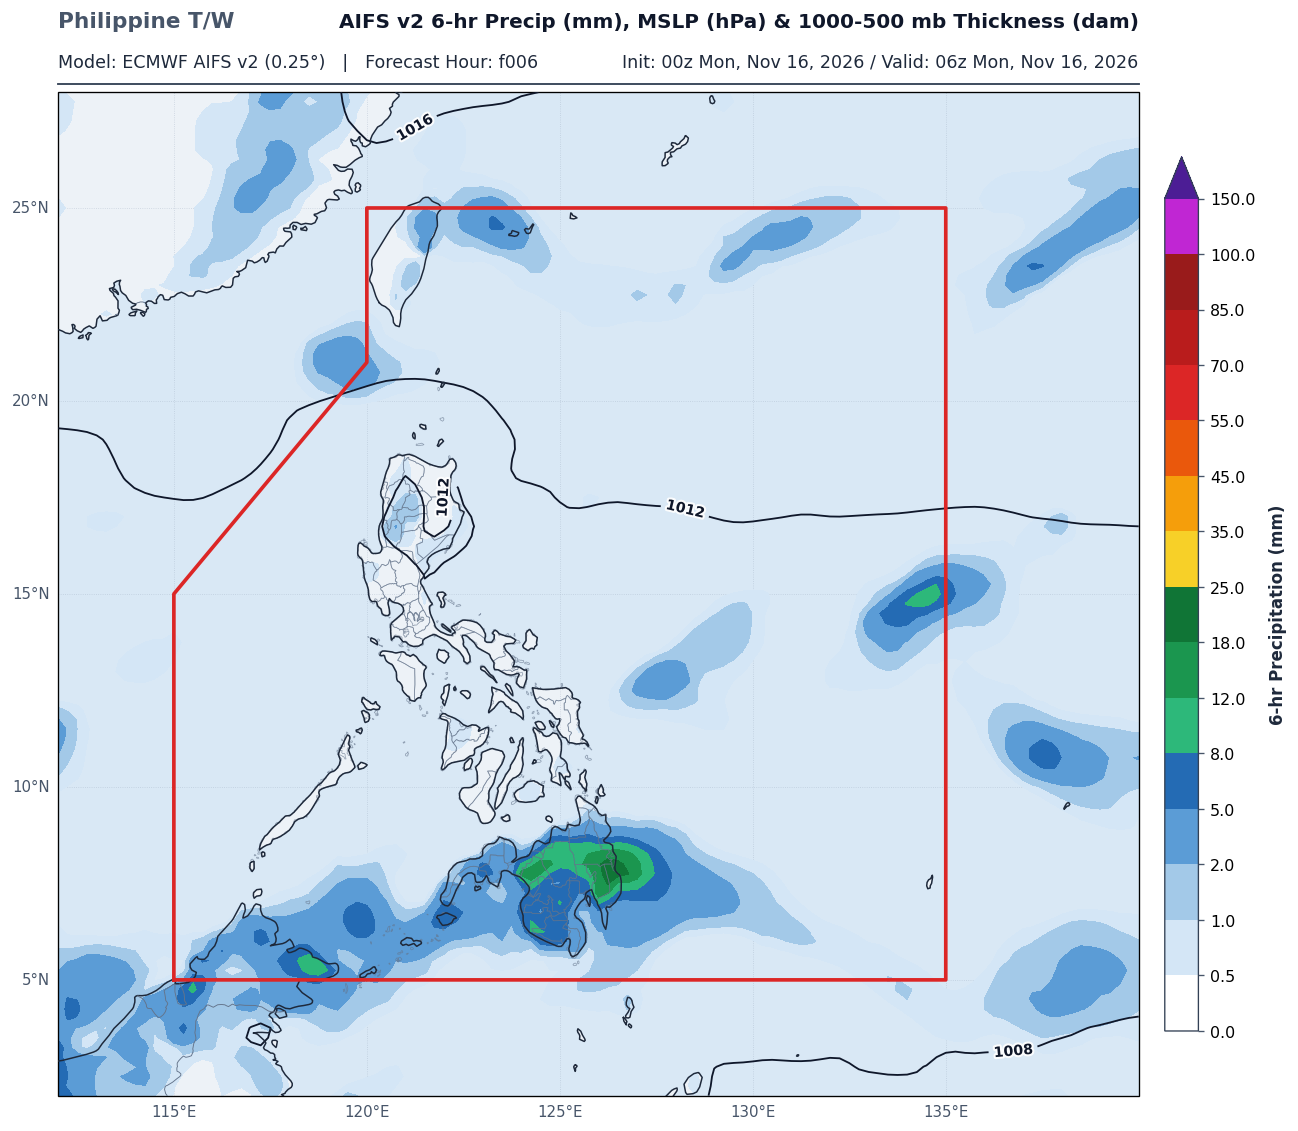 Philippine T/W
AIFS v2 6-hr Precip (mm), MSLP (hPa) & 1000-500 mb Thickness (dam)
Model: ECMWF AIFS v2 (0.25°) | Forecast Hour: f006
Init: 00z Mon, Nov 16, 2026 / Valid: 06z Mon, Nov 16, 2026
1016
25°N
20°N
1012
1012
15°N
10°N
5°N
1008
115°E
120°E
125°E
130°E
135°E
150.0
100.0
85.0
70.0
55.0
45.0
35.0
25.0
18.0
12.0
8.0
5.0
2.0
1.0
0.5
0.0
6-hr Precipitation (mm)